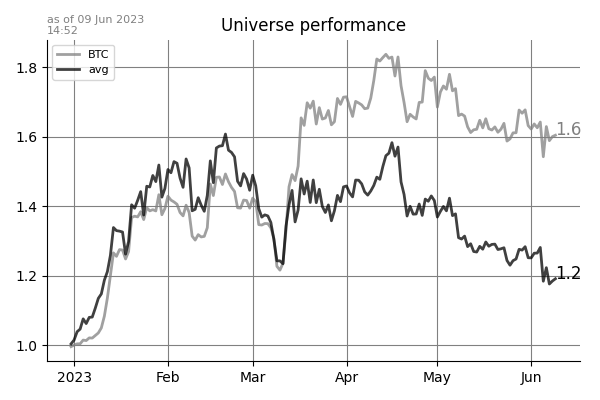 as of 09 Jun 2023
14:52
Universe performance
BTC
avg
1.8
1.6
1.4
1.2
1.0
1.6
1.2
2023
Feb
Mar
Apr
May
Jun